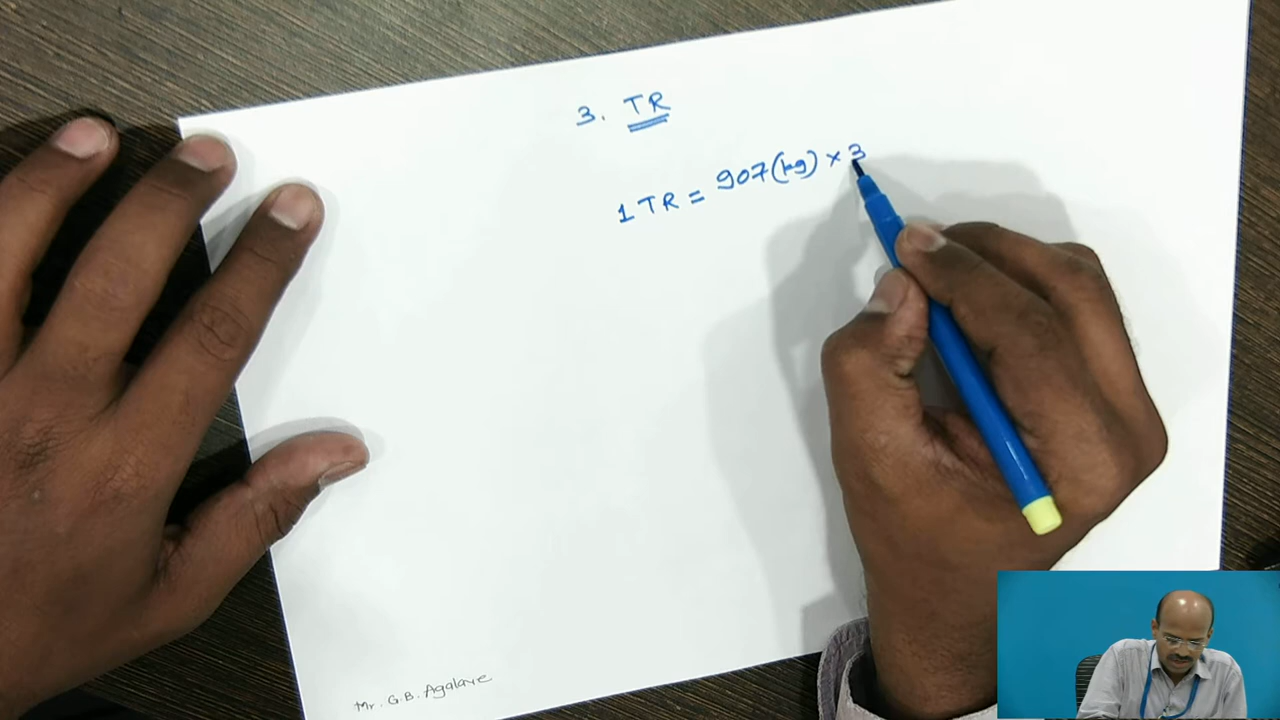 3. TR
1 TR = 907 (kg) × 3
Mr. G.B. Agalave